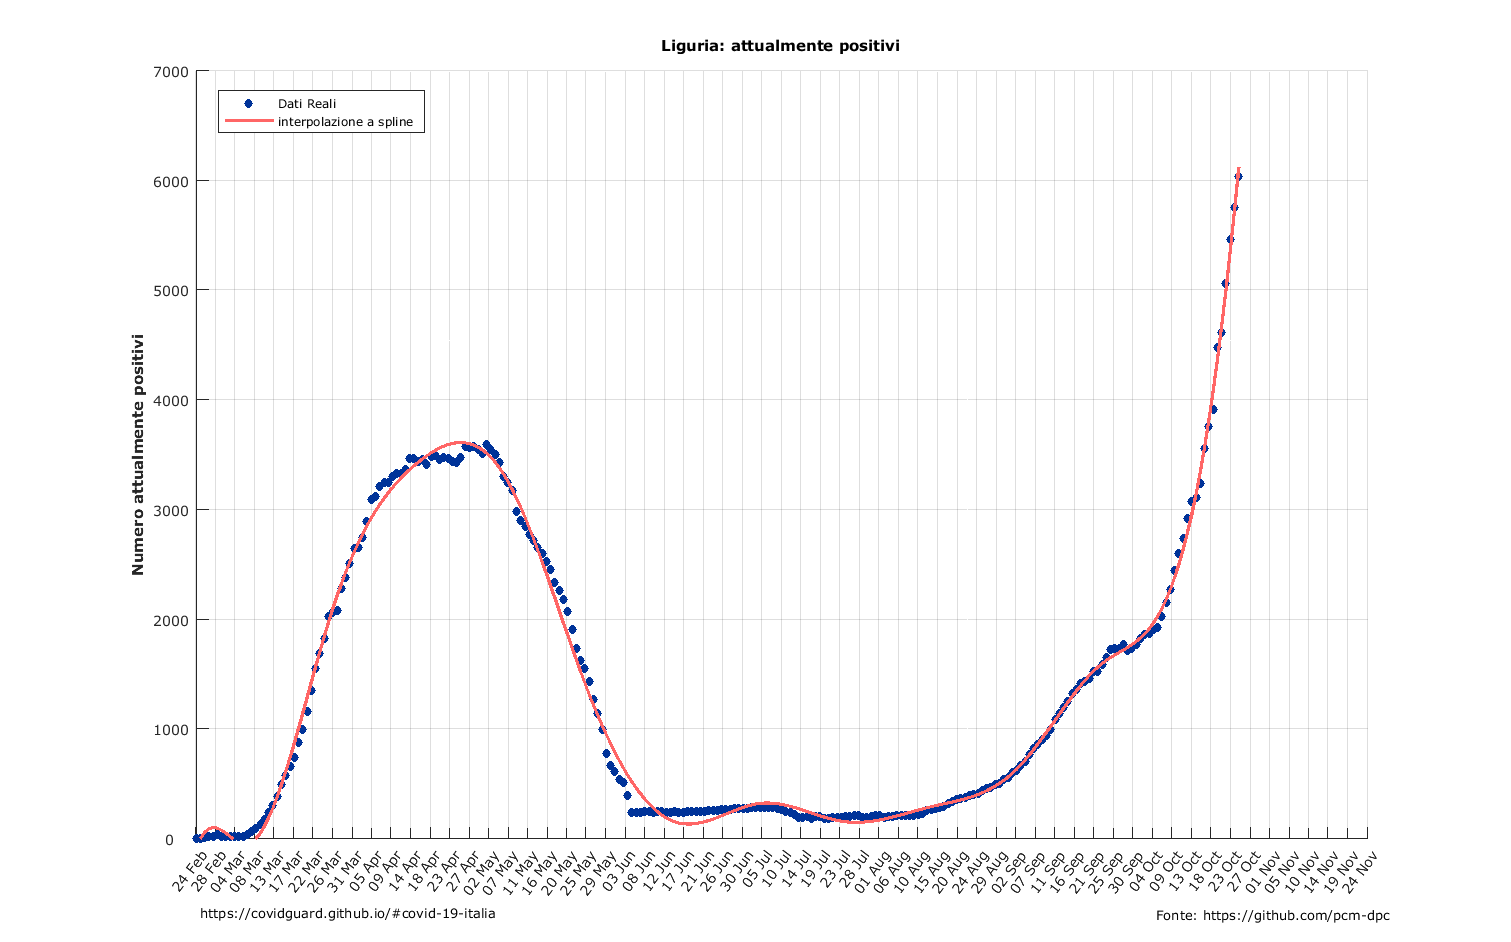 Liguria: attualmente positivi
7000
6000
5000
4000
3000
2000
1000
0
Numero attualmente positivi
Dati Reali
interpolazione a spline
24 Feb
28 Feb
04 Mar
08 Mar
13 Mar
17 Mar
22 Mar
26 Mar
31 Mar
05 Apr
09 Apr
14 Apr
18 Apr
23 Apr
27 Apr
02 May
07 May
11 May
16 May
20 May
25 May
29 May
03 Jun
08 Jun
12 Jun
17 Jun
21 Jun
26 Jun
30 Jun
05 Jul
10 Jul
14 Jul
19 Jul
23 Jul
28 Jul
01 Aug
06 Aug
10 Aug
15 Aug
20 Aug
24 Aug
29 Aug
02 Sep
07 Sep
11 Sep
16 Sep
21 Sep
25 Sep
30 Sep
04 Oct
09 Oct
13 Oct
18 Oct
23 Oct
27 Oct
01 Nov
05 Nov
10 Nov
14 Nov
19 Nov
24 Nov
https://covidguard.github.io/#covid-19-italia
Fonte: https://github.com/pcm-dpc